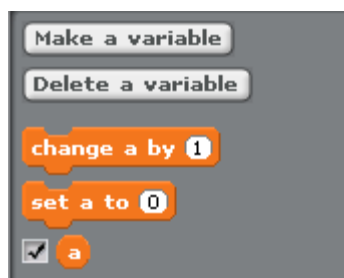 Make a variable
Delete a variable
change a by 1
set a to 0
a